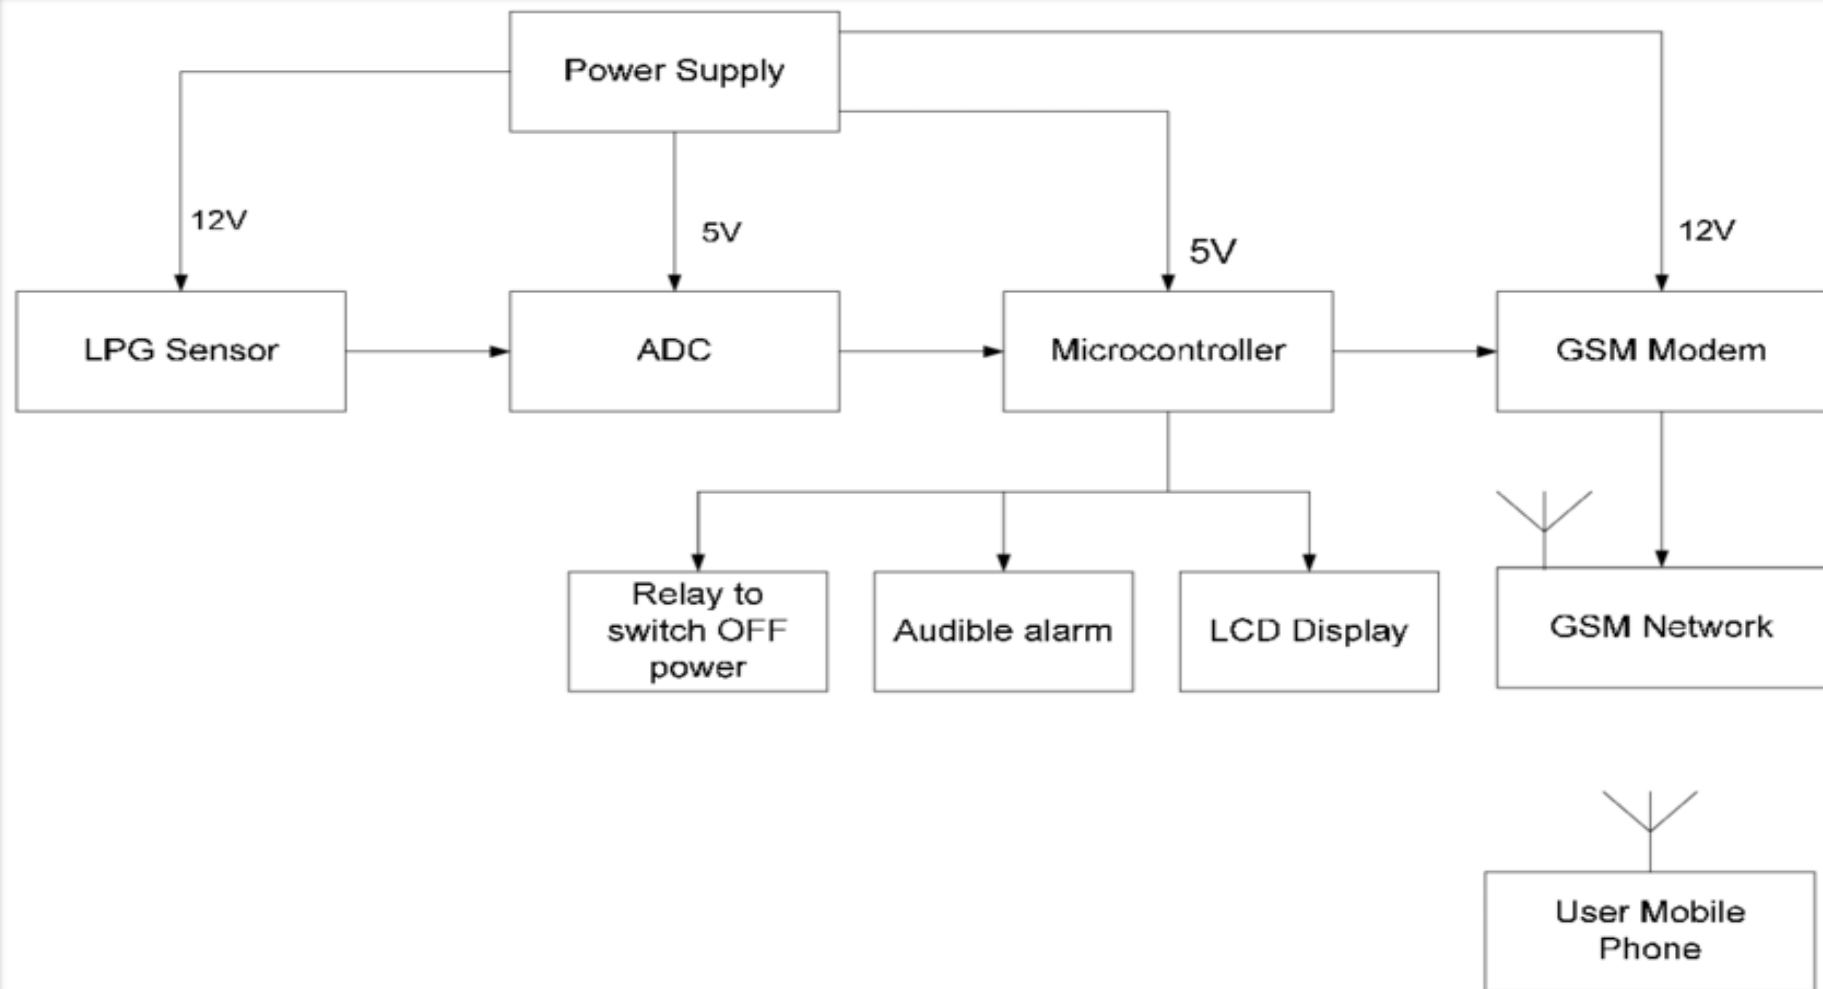 Power Supply
12V
5V
5V
12V
LPG Sensor
ADC
Microcontroller
GSM Modem
Relay to
switch OFF
power
Audible alarm
LCD Display
GSM Network
User Mobile
Phone